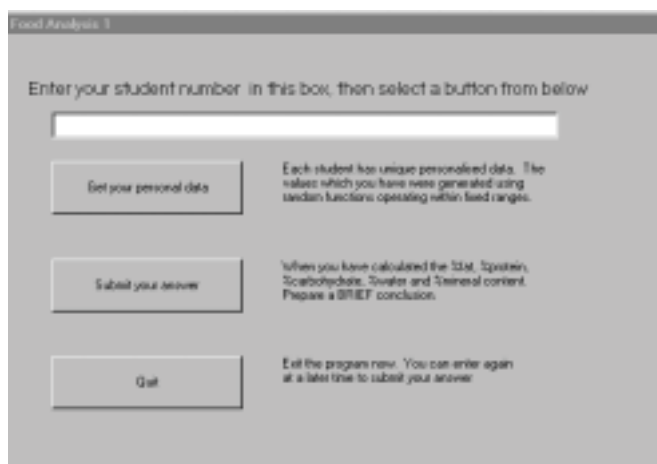 Food Analysis 1
Enter your student number in this box, then select a button from below
Get your personal data
Each student has unique personalised data. The
values which you have were generated using
random functions operating within fixed ranges.
Submit your answer
When you have calculated the %fat, %protein,
%carbohydrate, %water and %mineral content.
Prepare a BRIEF conclusion.
Quit
Exit the program now. You can enter again
at a later time to submit your answer